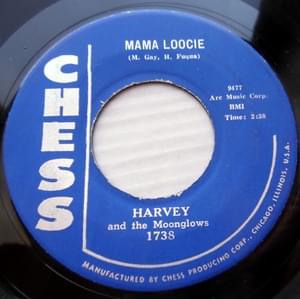 MAMA LOOCIE
(M. Gay, H. Fuqua)
CHESS
9477
Arc Music Corp.
BMI
Time: 2:38
HARVEY
and the Moonglows
1738
MANUFACTURED BY CHESS PRODUCING CORP., CHICAGO, ILLINOIS, U.S.A.